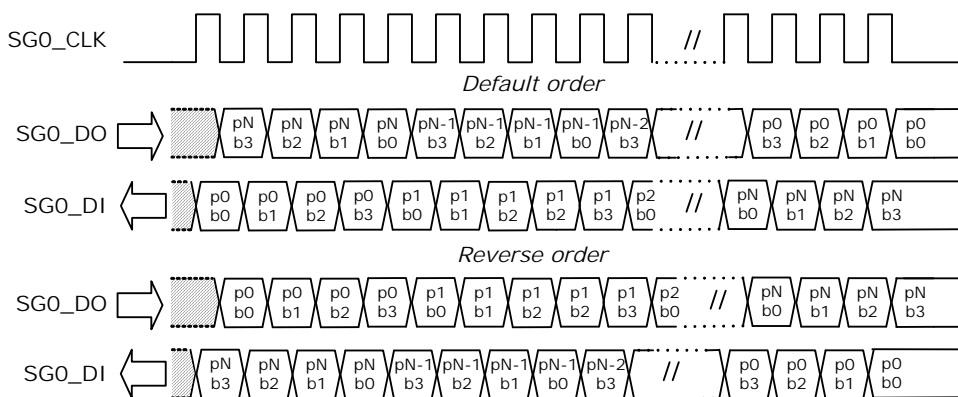 SG0_CLK //
Default order
SG0_DO pN pN pN pN pN-1 pN-1 pN-1 pN-1 pN-2 // p0 p0 p0 p0
b3 b2 b1 b0 b3 b2 b1 b0 b3 b3 b2 b1 b0
SG0_DI p0 p0 p0 p0 p1 p1 p1 p1 p1 p2 // pN pN pN pN
b0 b1 b2 b3 b0 b1 b2 b2 b3 b0 b0 b1 b2 b3
Reverse order
SG0_DO p0 p0 p0 p0 p1 p1 p1 p1 p1 p2 // pN pN pN pN
b0 b1 b2 b3 b0 b1 b2 b2 b3 b0 b0 b1 b2 b3
SG0_DI pN pN pN pN pN-1 pN-1 pN-1 pN-1 pN-2 // p0 p0 p0 p0
b3 b2 b1 b0 b3 b2 b1 b0 b3 b3 b2 b1 b0